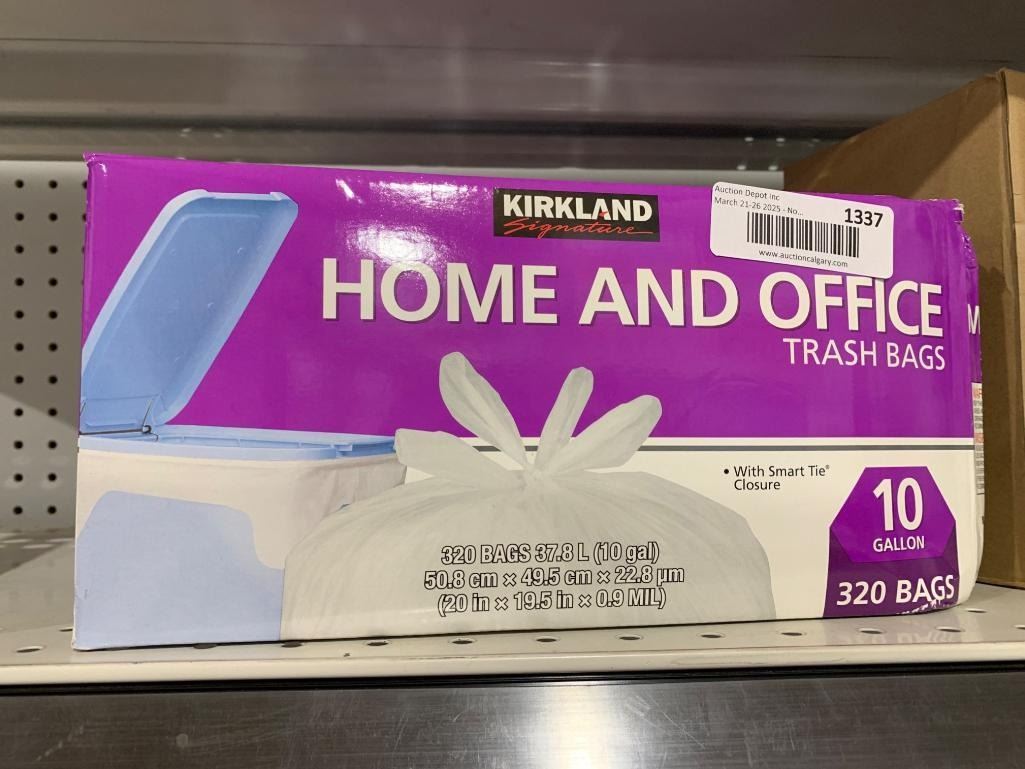 KIRKLAND
Signature
Auction Depot Inc
March 21-26 2025 - No...
1337
www.auctioncalgary.com
HOME AND OFFICE
TRASH BAGS
• With Smart Tie®
Closure
10
GALLON
320 BAGS
320 BAGS 37.8 L (10 gal)
50.8 cm × 49.5 cm × 22.8 µm
(20 in × 19.5 in × 0.9 MIL)